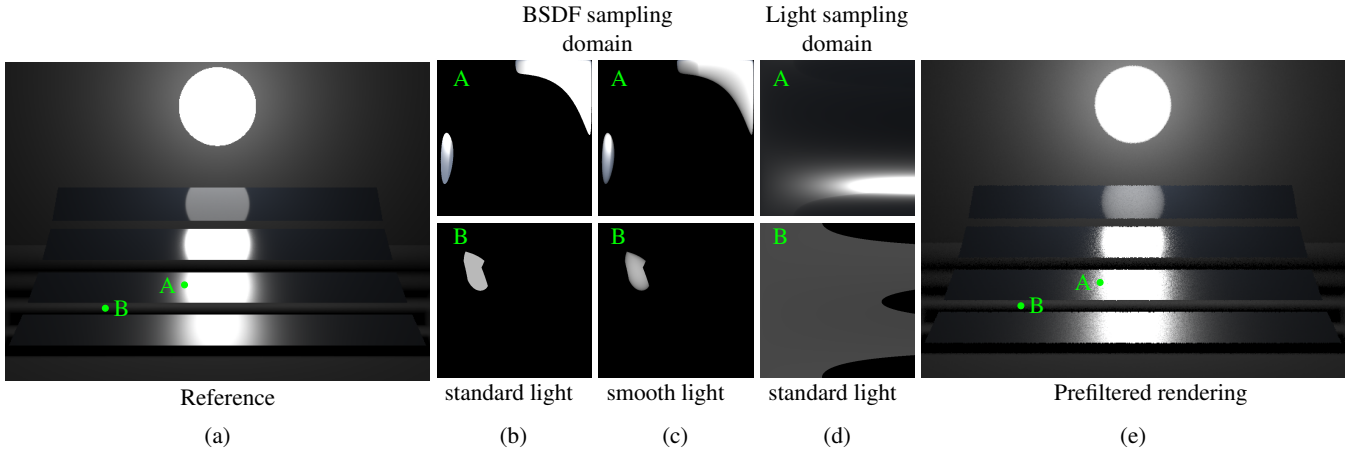 BSDF sampling
domain
Light sampling
domain
A
A
A
B
B
B
A
B
A
B
Reference
standard light
smooth light
standard light
Prefiltered rendering
(a)
(b)
(c)
(d)
(e)